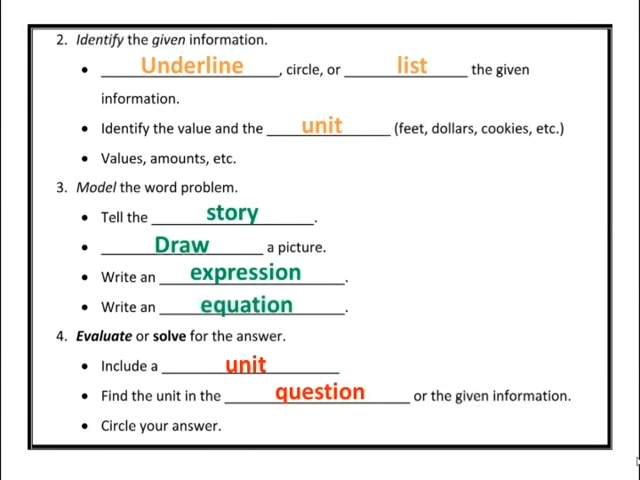 2. Identify the given information.
• Underline, circle, or list the given
information.
• Identify the value and the unit (feet, dollars, cookies, etc.)
• Values, amounts, etc.
3. Model the word problem.
• Tell the story.
• Draw a picture.
• Write an expression.
• Write an equation.
4. Evaluate or solve for the answer.
• Include a unit
• Find the unit in the question or the given information.
• Circle your answer.